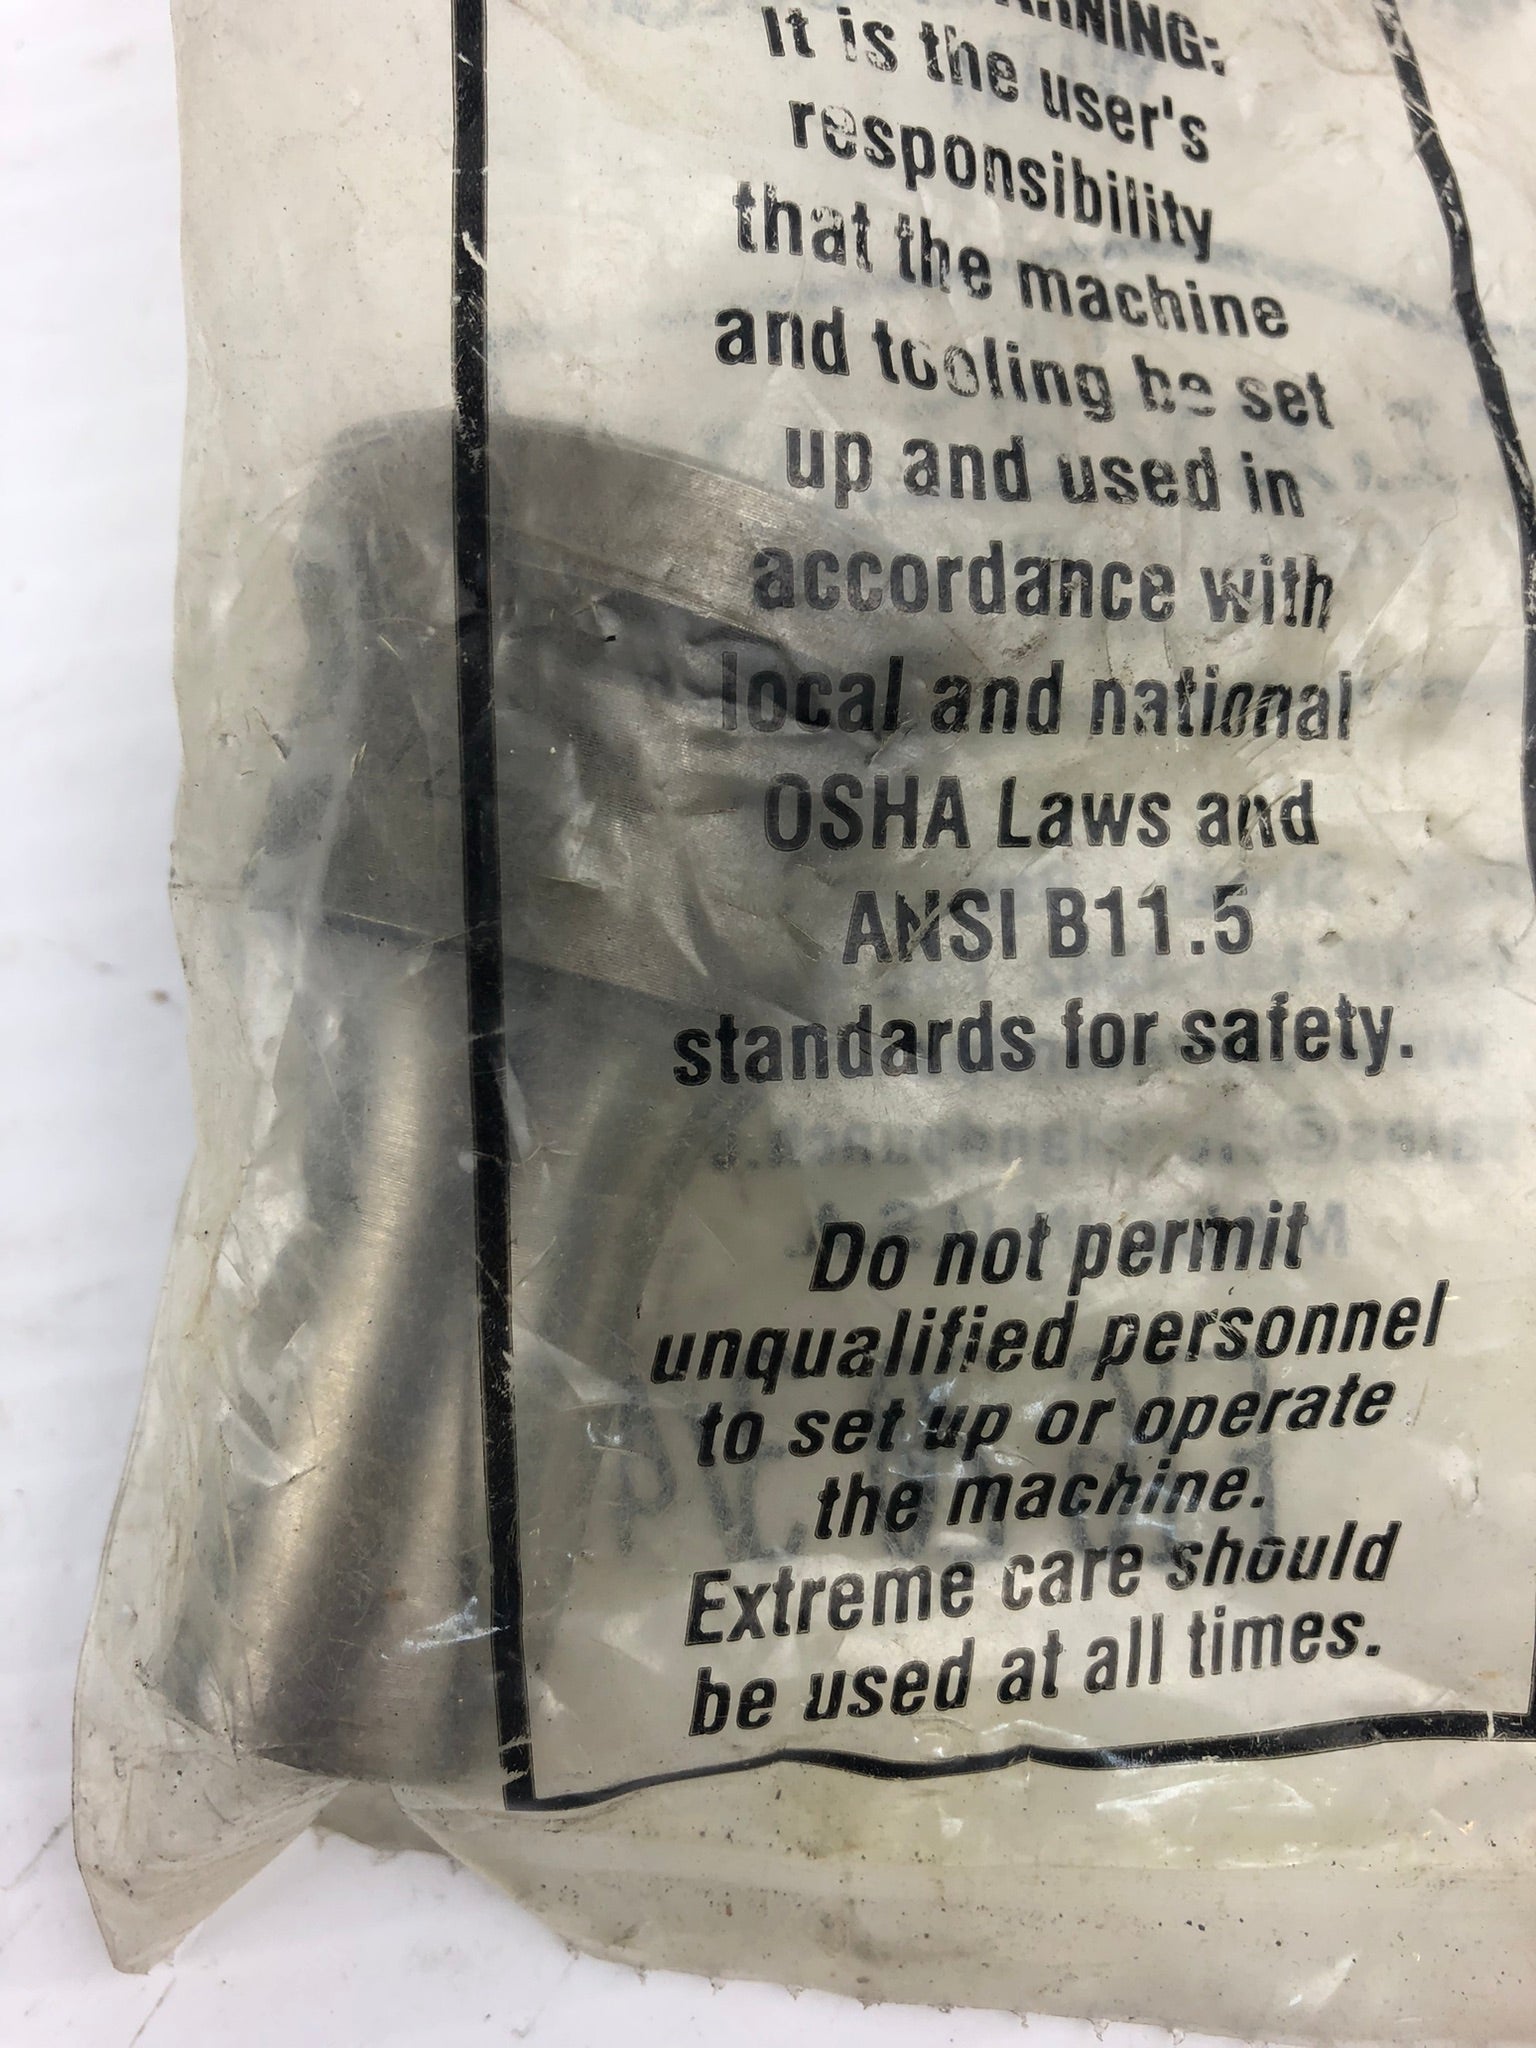 WARNING:
It is the user's
responsibility
that the machine
and tooling be set
up and used in
accordance with
local and national
OSHA Laws and
ANSI B11.5
standards for safety.
Do not permit
unqualified personnel
to set up or operate
the machine.
Extreme care should
be used at all times.